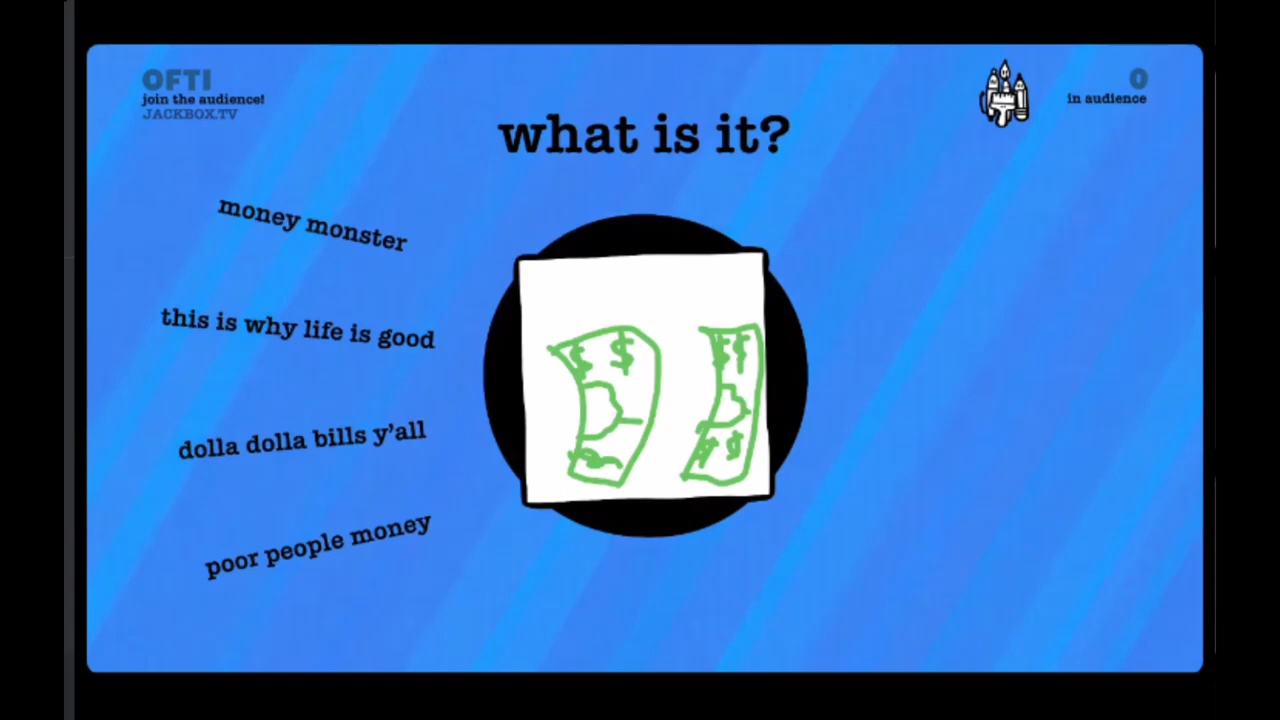 OFTI
join the audience!
JACKBOX.TV
0
in audience
what is it?
money monster
this is why life is good
dolla dolla bills y’all
poor people money
$ $
$ $
$ $